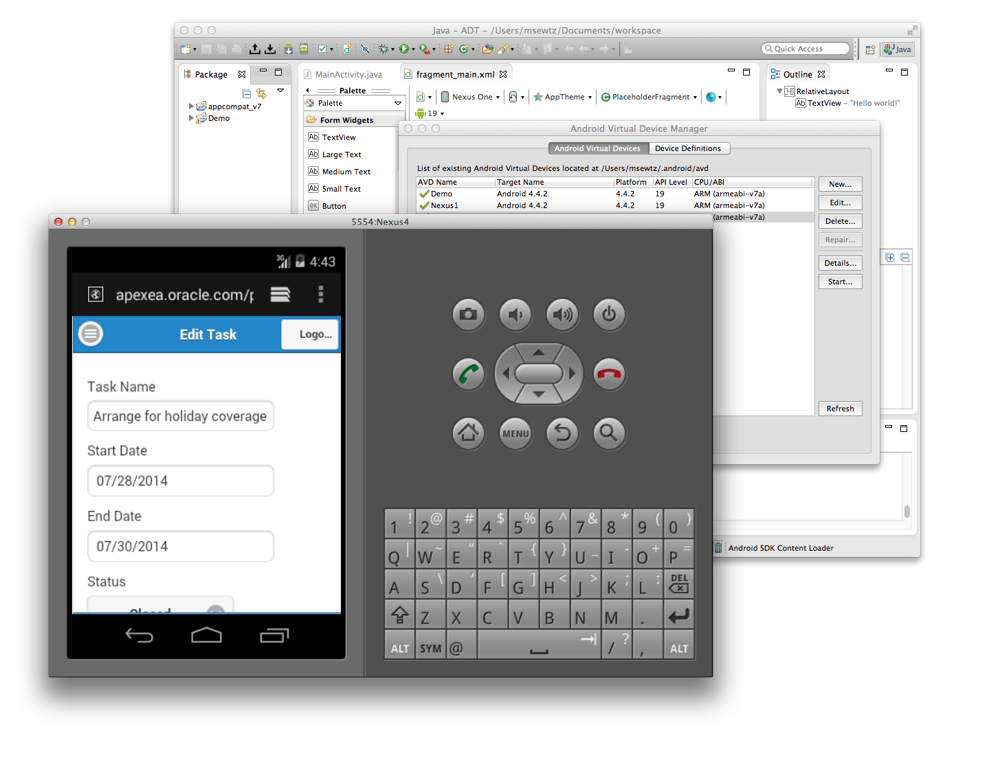 Java – ADT – /Users/msewtz/Documents/workspace
Quick Access
Java
Package
MainActivity.java
fragment_main.xml
Outline
Palette
Palette
Nexus One
AppTheme
PlaceholderFragment
19
RelativeLayout
TextView – "Hello world!"
appcompat_v7
Demo
Form Widgets
Ab TextView
Ab Large Text
Ab Medium Text
Ab Small Text
OK Button
Android Virtual Device Manager
Android Virtual Devices Device Definitions
List of existing Android Virtual Devices located at /Users/msewtz/.android/avd
AVD Name Target Name Platform API Level CPU/ABI
Demo Android 4.4.2 4.4.2 19 ARM (armeabi-v7a)
Nexus1 Android 4.4.2 4.4.2 19 ARM (armeabi-v7a)
(armeabi-v7a)
New...
Edit...
Delete...
Repair...
Details...
Start...
Refresh
Android SDK Content Loader
5554:Nexus4
3G 4:43
apexea.oracle.com/p
Edit Task
Logo...
Task Name
Arrange for holiday coverage
Start Date
07/28/2014
End Date
07/30/2014
Status
Closed
MENU
1 ! 2 @ 3 # 4 $ 5 % 6 ^ 7 & 8 * 9 ( 0 )
Q | W ~ E " R ` T { Y } U _ I - O + P =
A S \ D ' F [ G ] H < J > K ; L : DEL
Z X C V B N M .
ALT SYM @ / ? , ALT